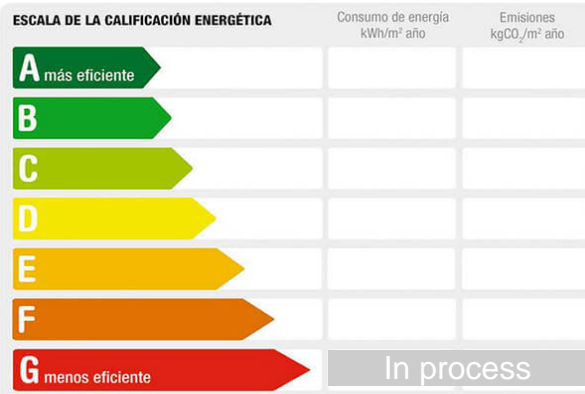 ESCALA DE LA CALIFICACIÓN ENERGÉTICA
Consumo de energía
kWh/m² año
Emisiones
kgCO₂/m² año
A más eficiente
B
C
D
E
F
G menos eficiente
In process